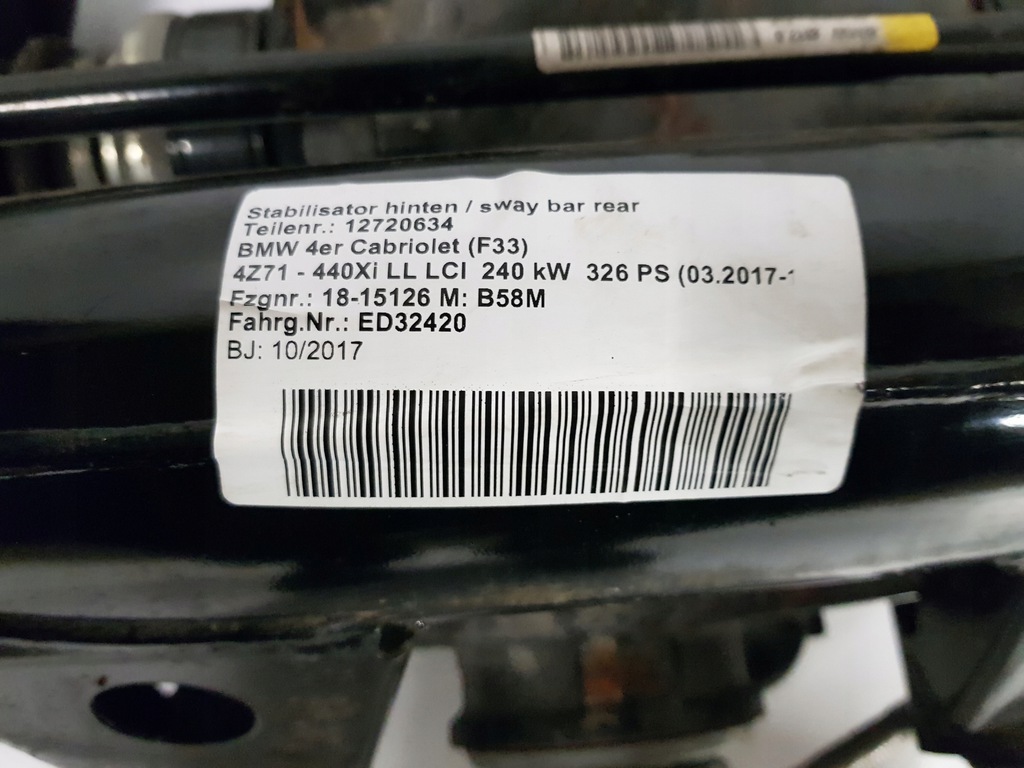 Stabilisator hinten / sway bar rear
Teilenr.: 12720634
BMW 4er Cabriolet (F33)
4Z71 - 440Xi LL LCI 240 kW 326 PS (03.2017-
Fzgnr.: 18-15126 M: B58M
Fahrg.Nr.: ED32420
BJ: 10/2017